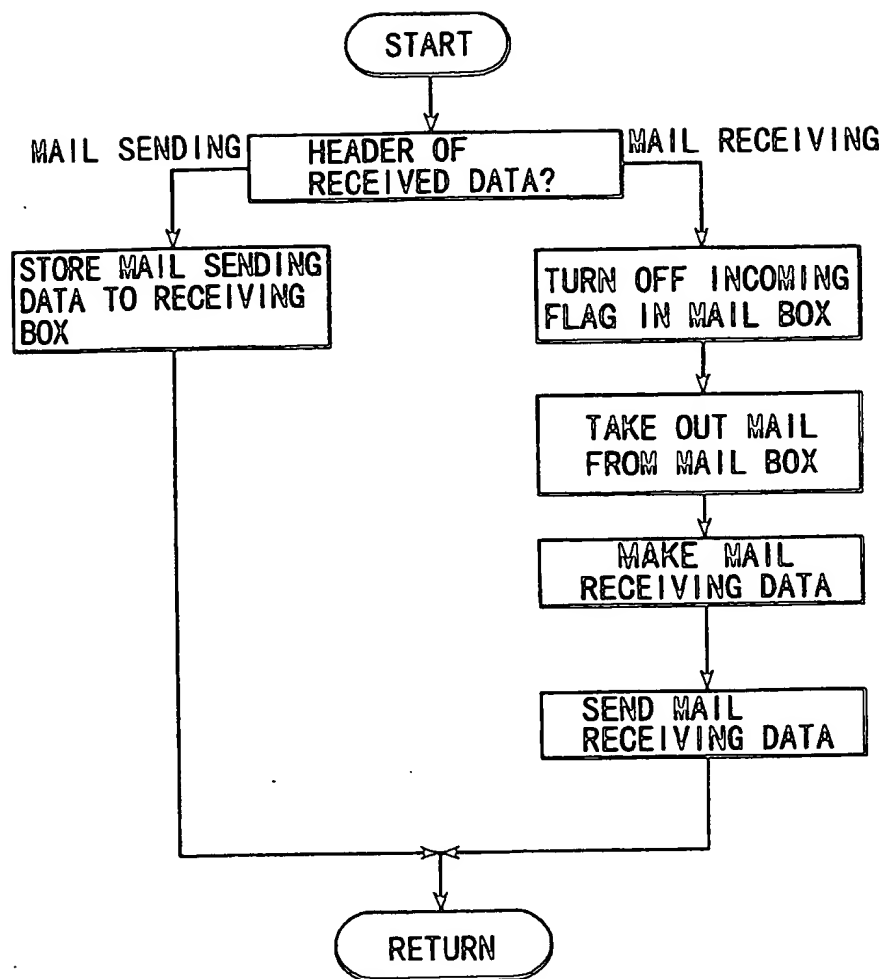 START
MAIL SENDING
HEADER OF
RECEIVED DATA?
MAIL RECEIVING
STORE MAIL SENDING
DATA TO RECEIVING
BOX
TURN OFF INCOMING
FLAG IN MAIL BOX
TAKE OUT MAIL
FROM MAIL BOX
MAKE MAIL
RECEIVING DATA
SEND MAIL
RECEIVING DATA
RETURN